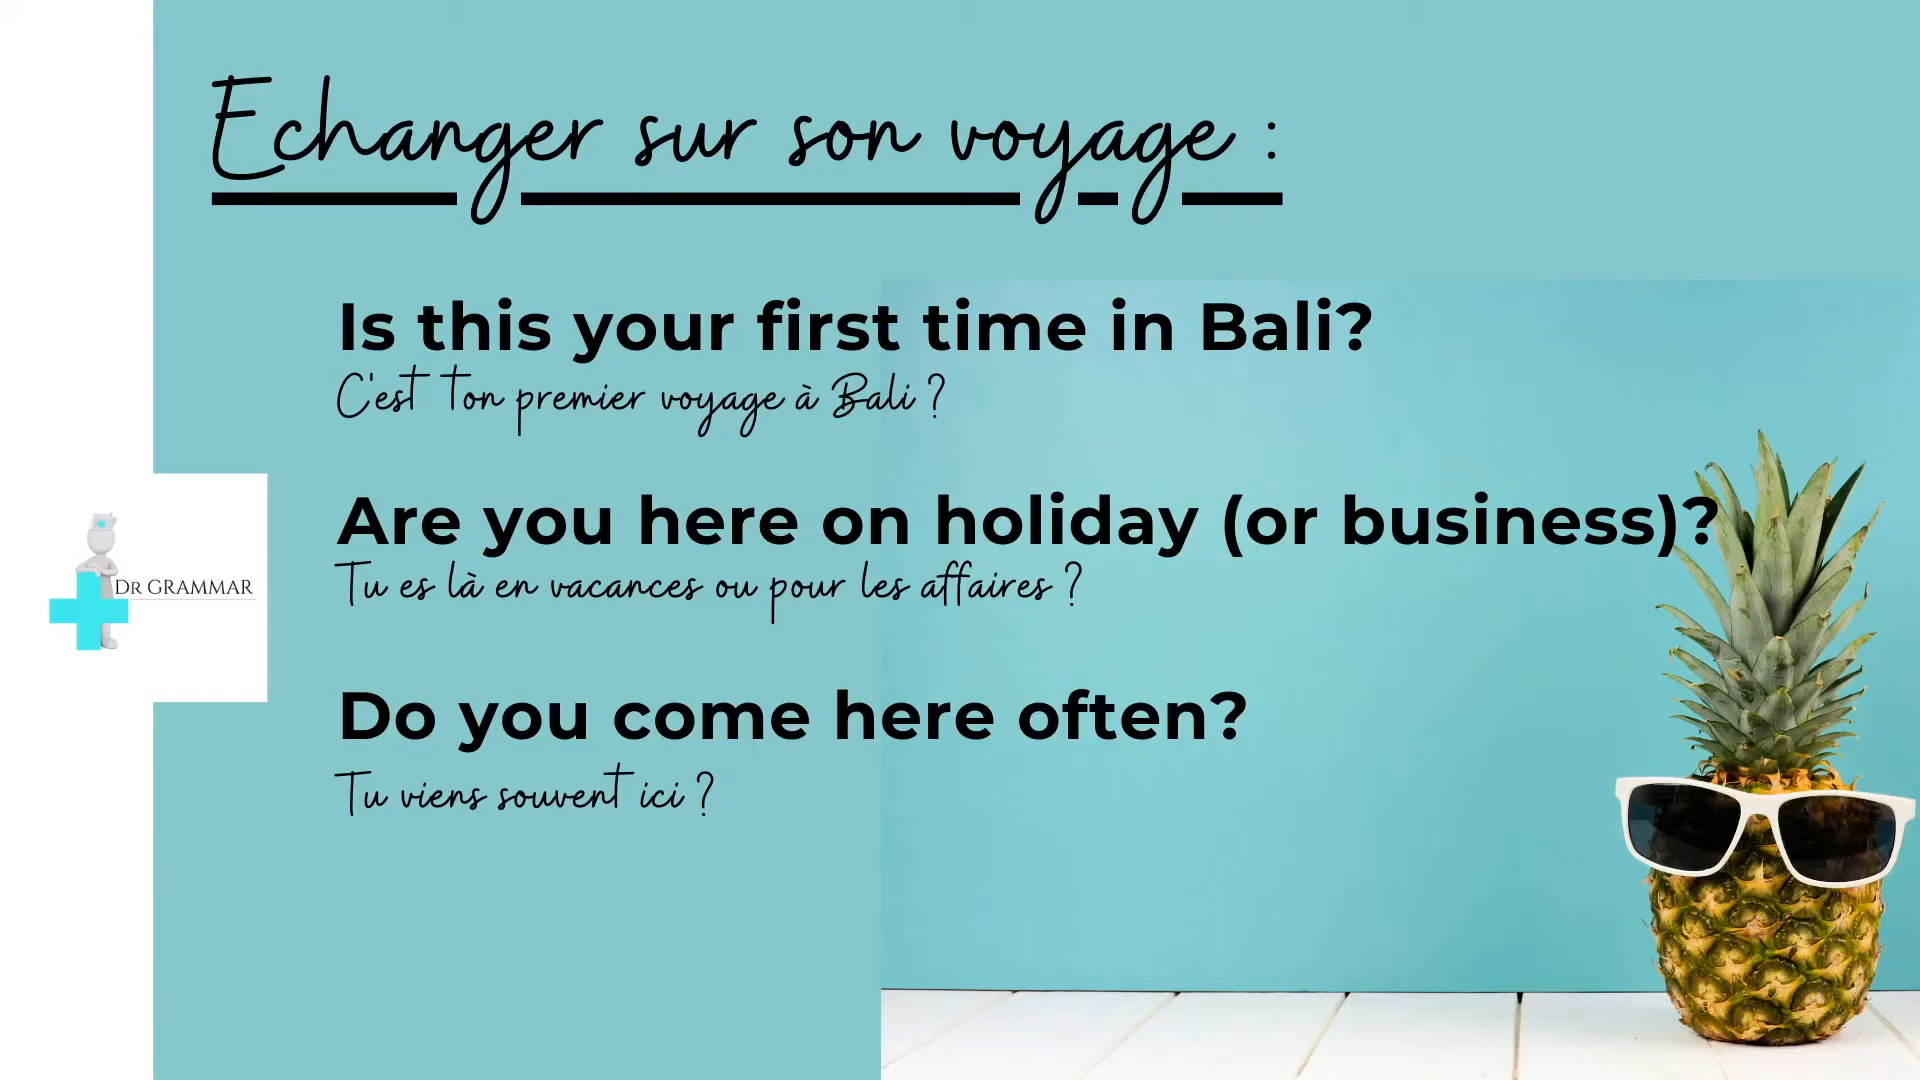 Echanger sur son voyage :
Is this your first time in Bali?
C'est ton premier voyage à Bali ?
Are you here on holiday (or business)?
Tu es là en vacances ou pour les affaires ?
DR GRAMMAR
Do you come here often?
Tu viens souvent ici ?